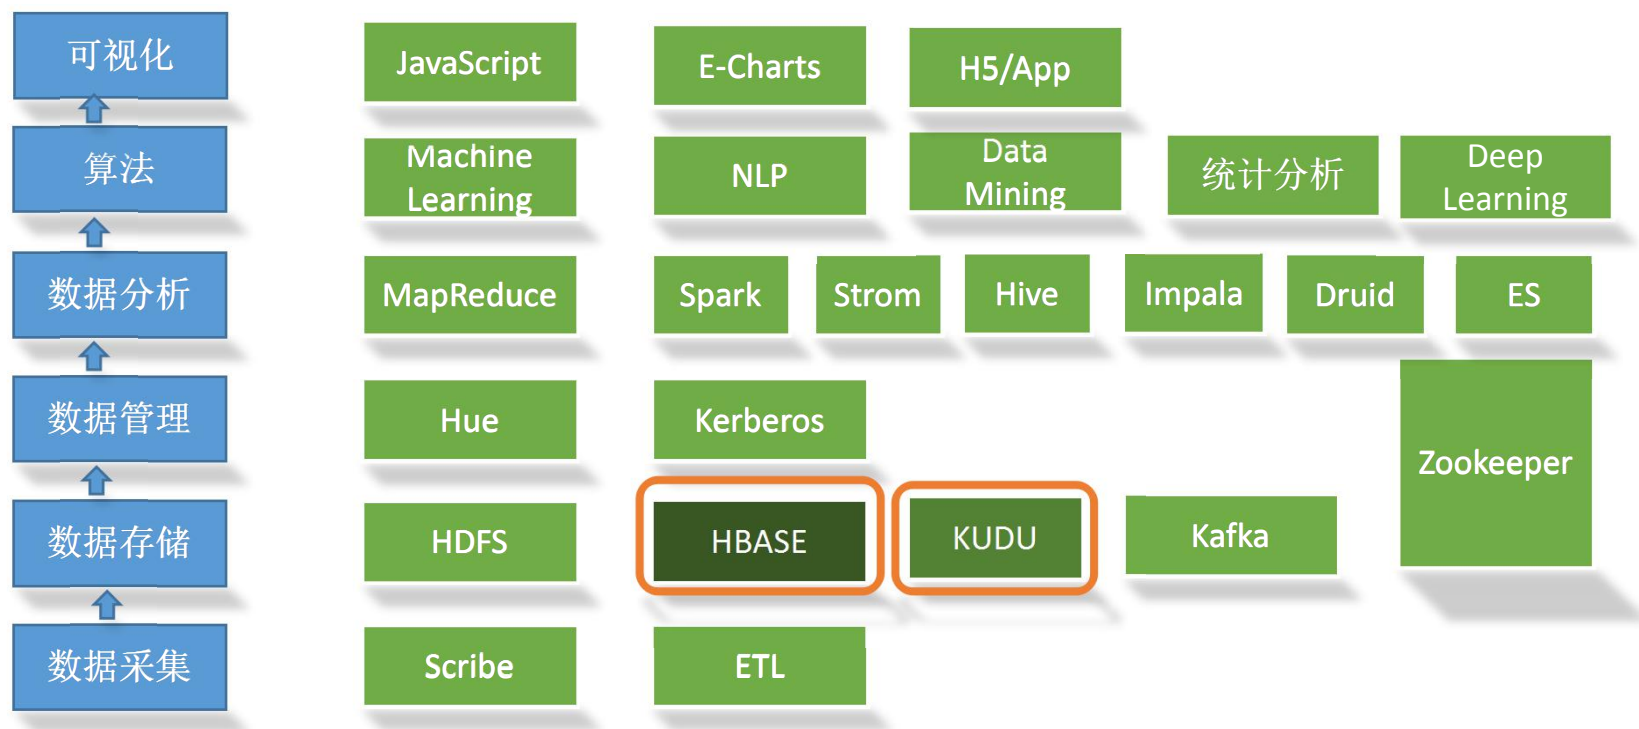 可视化
JavaScript
E-Charts
H5/App
算法
Machine
Learning
NLP
Data
Mining
统计分析
Deep
Learning
数据分析
MapReduce
Spark
Strom
Hive
Impala
Druid
ES
数据管理
Hue
Kerberos
Zookeeper
数据存储
HDFS
HBASE
KUDU
Kafka
数据采集
Scribe
ETL